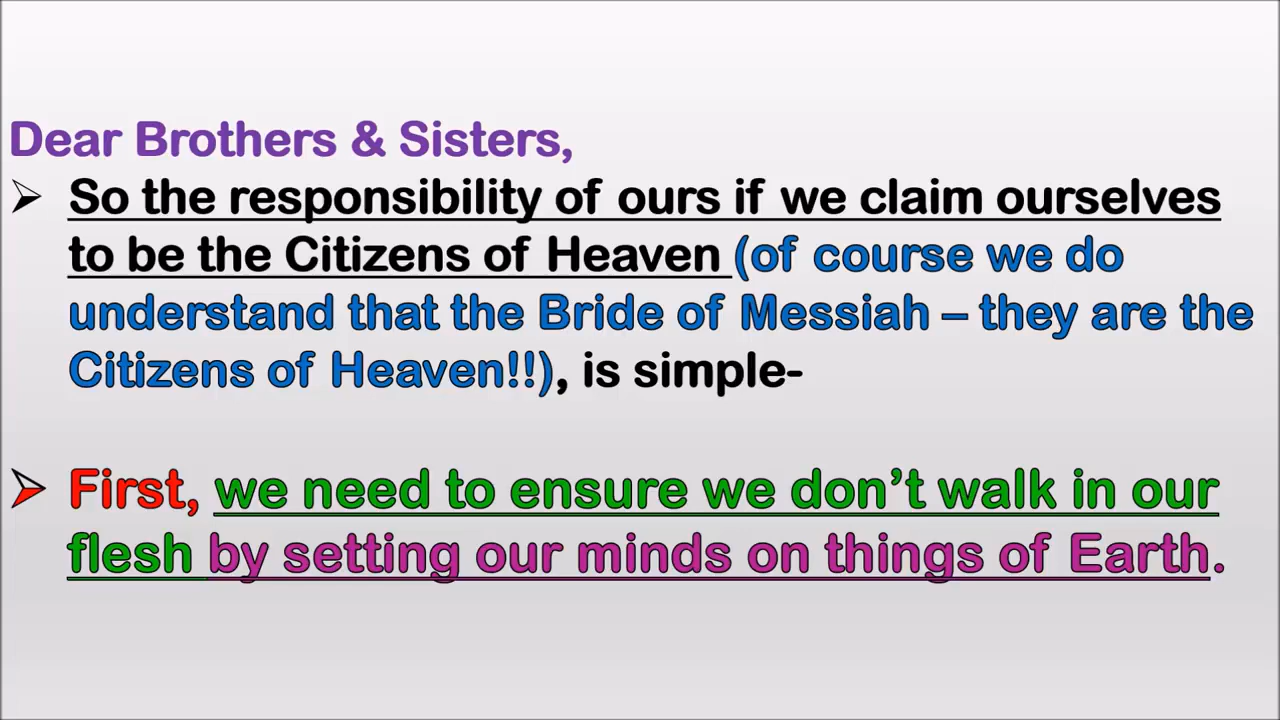 Dear Brothers & Sisters,
➢ So the responsibility of ours if we claim ourselves
to be the Citizens of Heaven (of course we do
understand that the Bride of Messiah – they are the
Citizens of Heaven!!), is simple-
➢ First, we need to ensure we don’t walk in our
flesh by setting our minds on things of Earth.